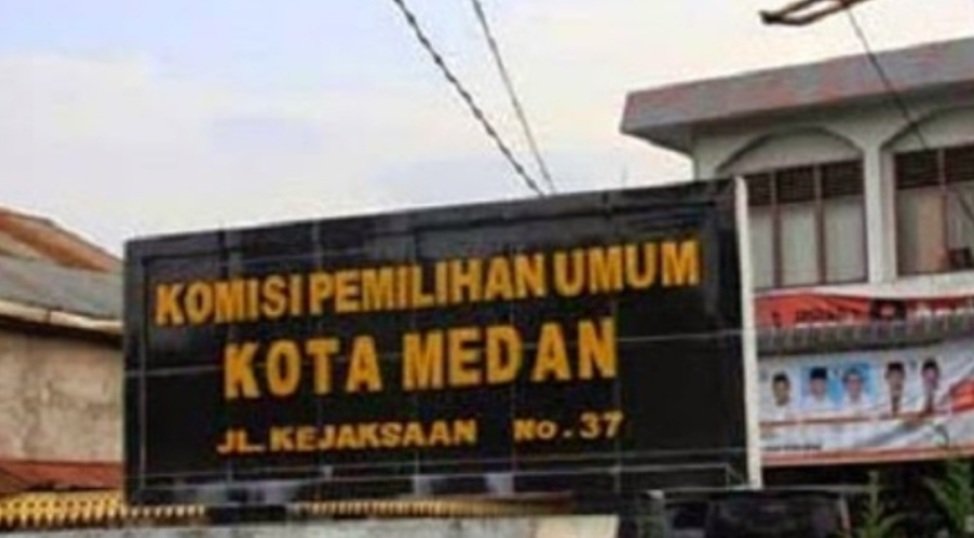 KOMISI PEMILIHAN UMUM
KOTA MEDAN
JL. KEJAKSAAN No. 37